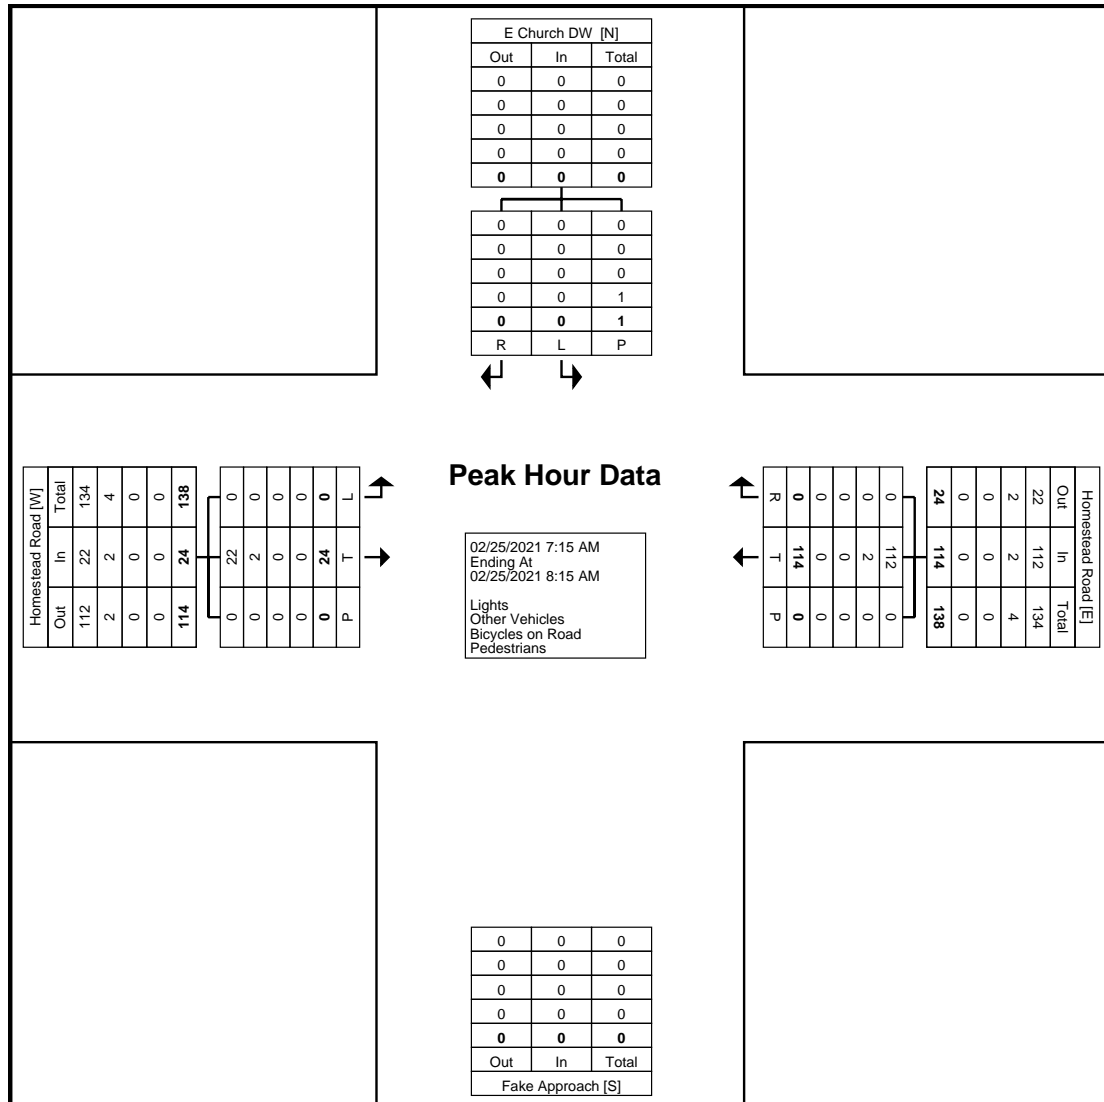 E Church DW [N]
Out In Total
0 0 0
0 0 0
0 0 0
0 0 0
0 0 0
0 0 0
0 0 0
0 0 0
0 0 1
0 0 1
R L P
Homestead Road [W]
Total 134 4 0 0 138
In 22 2 0 0 24
Out 112 2 0 0 114
0 0 0 0 0 L
22 2 0 0 24 T
0 0 0 0 0 P
Peak Hour Data
02/25/2021 7:15 AM
Ending At
02/25/2021 8:15 AM
Lights
Other Vehicles
Bicycles on Road
Pedestrians
R 0 0 0 0 0
T 114 0 0 2 112
P 0 0 0 0 0
24 0 0 2 22 Out
114 0 0 2 112 In
138 0 0 4 134 Total
Homestead Road [E]
0 0 0
0 0 0
0 0 0
0 0 0
0 0 0
Out In Total
Fake Approach [S]